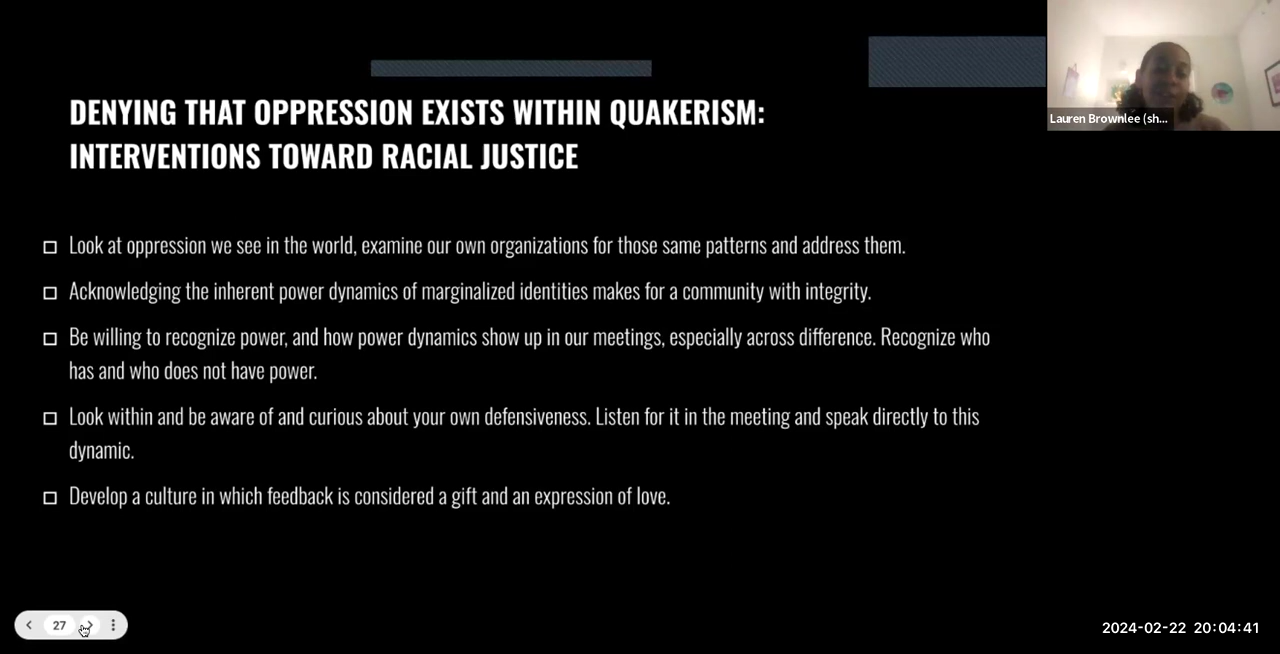 Lauren Brownlee (sh...
DENYING THAT OPPRESSION EXISTS WITHIN QUAKERISM:
INTERVENTIONS TOWARD RACIAL JUSTICE
Look at oppression we see in the world, examine our own organizations for those same patterns and address them.
Acknowledging the inherent power dynamics of marginalized identities makes for a community with integrity.
Be willing to recognize power, and how power dynamics show up in our meetings, especially across difference. Recognize who
has and who does not have power.
Look within and be aware of and curious about your own defensiveness. Listen for it in the meeting and speak directly to this
dynamic.
Develop a culture in which feedback is considered a gift and an expression of love.
27
2024-02-22 20:04:41